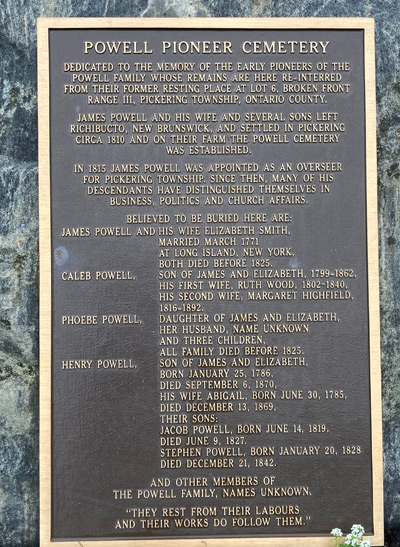 POWELL PIONEER CEMETERY
DEDICATED TO THE MEMORY OF THE EARLY PIONEERS OF THE
POWELL FAMILY WHOSE REMAINS ARE HERE RE-INTERRED
FROM THEIR FORMER RESTING PLACE AT LOT 6, BROKEN FRONT
RANGE III, PICKERING TOWNSHIP, ONTARIO COUNTY.
JAMES POWELL AND HIS WIFE AND SEVERAL SONS LEFT
RICHIBUCTO, NEW BRUNSWICK, AND SETTLED IN PICKERING
CIRCA 1810 AND ON THEIR FARM THE POWELL CEMETERY
WAS ESTABLISHED.
IN 1815 JAMES POWELL WAS APPOINTED AS AN OVERSEER
FOR PICKERING TOWNSHIP. SINCE THEN, MANY OF HIS
DESCENDANTS HAVE DISTINGUISHED THEMSELVES IN
BUSINESS, POLITICS AND CHURCH AFFAIRS.
BELIEVED TO BE BURIED HERE ARE:
JAMES POWELL AND HIS WIFE ELIZABETH SMITH,
MARRIED MARCH 1771
AT LONG ISLAND, NEW YORK,
BOTH DIED BEFORE 1825.
CALEB POWELL, SON OF JAMES AND ELIZABETH, 1799-1862,
HIS FIRST WIFE, RUTH WOOD, 1802-1840,
HIS SECOND WIFE, MARGARET HIGHFIELD,
1816-1892.
PHOEBE POWELL, DAUGHTER OF JAMES AND ELIZABETH,
HER HUSBAND, NAME UNKNOWN
AND THREE CHILDREN,
ALL FAMILY DIED BEFORE 1825.
HENRY POWELL, SON OF JAMES AND ELIZABETH,
BORN JANUARY 25, 1786,
DIED SEPTEMBER 6, 1870,
HIS WIFE ABIGAIL, BORN JUNE 30, 1785,
DIED DECEMBER 13, 1869,
THEIR SONS:
JACOB POWELL, BORN JUNE 14, 1819,
DIED JUNE 9, 1827.
STEPHEN POWELL, BORN JANUARY 20, 1828
DIED DECEMBER 21, 1842.
AND OTHER MEMBERS OF
THE POWELL FAMILY, NAMES UNKNOWN.
"THEY REST FROM THEIR LABOURS
AND THEIR WORKS DO FOLLOW THEM."